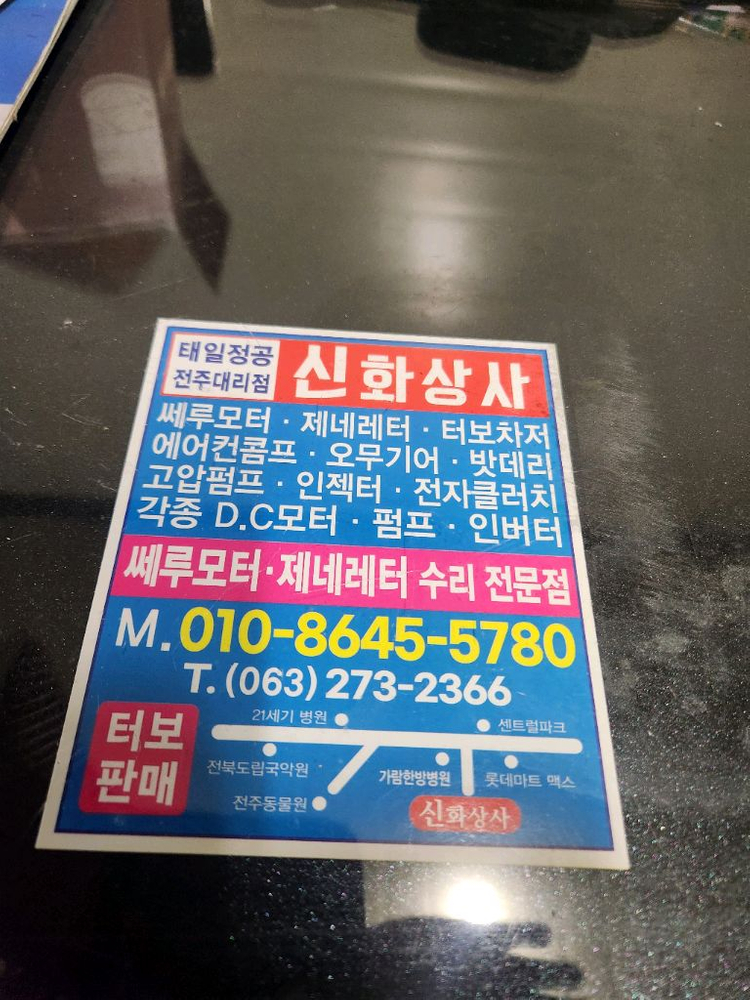 태일정공
전주대리점
신화상사
쎄루모터 · 제네레터 · 터보차저
에어컨콤프 · 오무기어 · 밧데리
고압펌프 · 인젝터 · 전자클러치
각종 D.C모터 · 펌프 · 인버터
쎄루모터·제네레터 수리 전문점
M.010-8645-5780
T.(063)273-2366
터보
판매
21세기 병원
센트럴파크
전북도립국악원
가람한방병원
롯데마트 맥스
전주동물원
신화상사